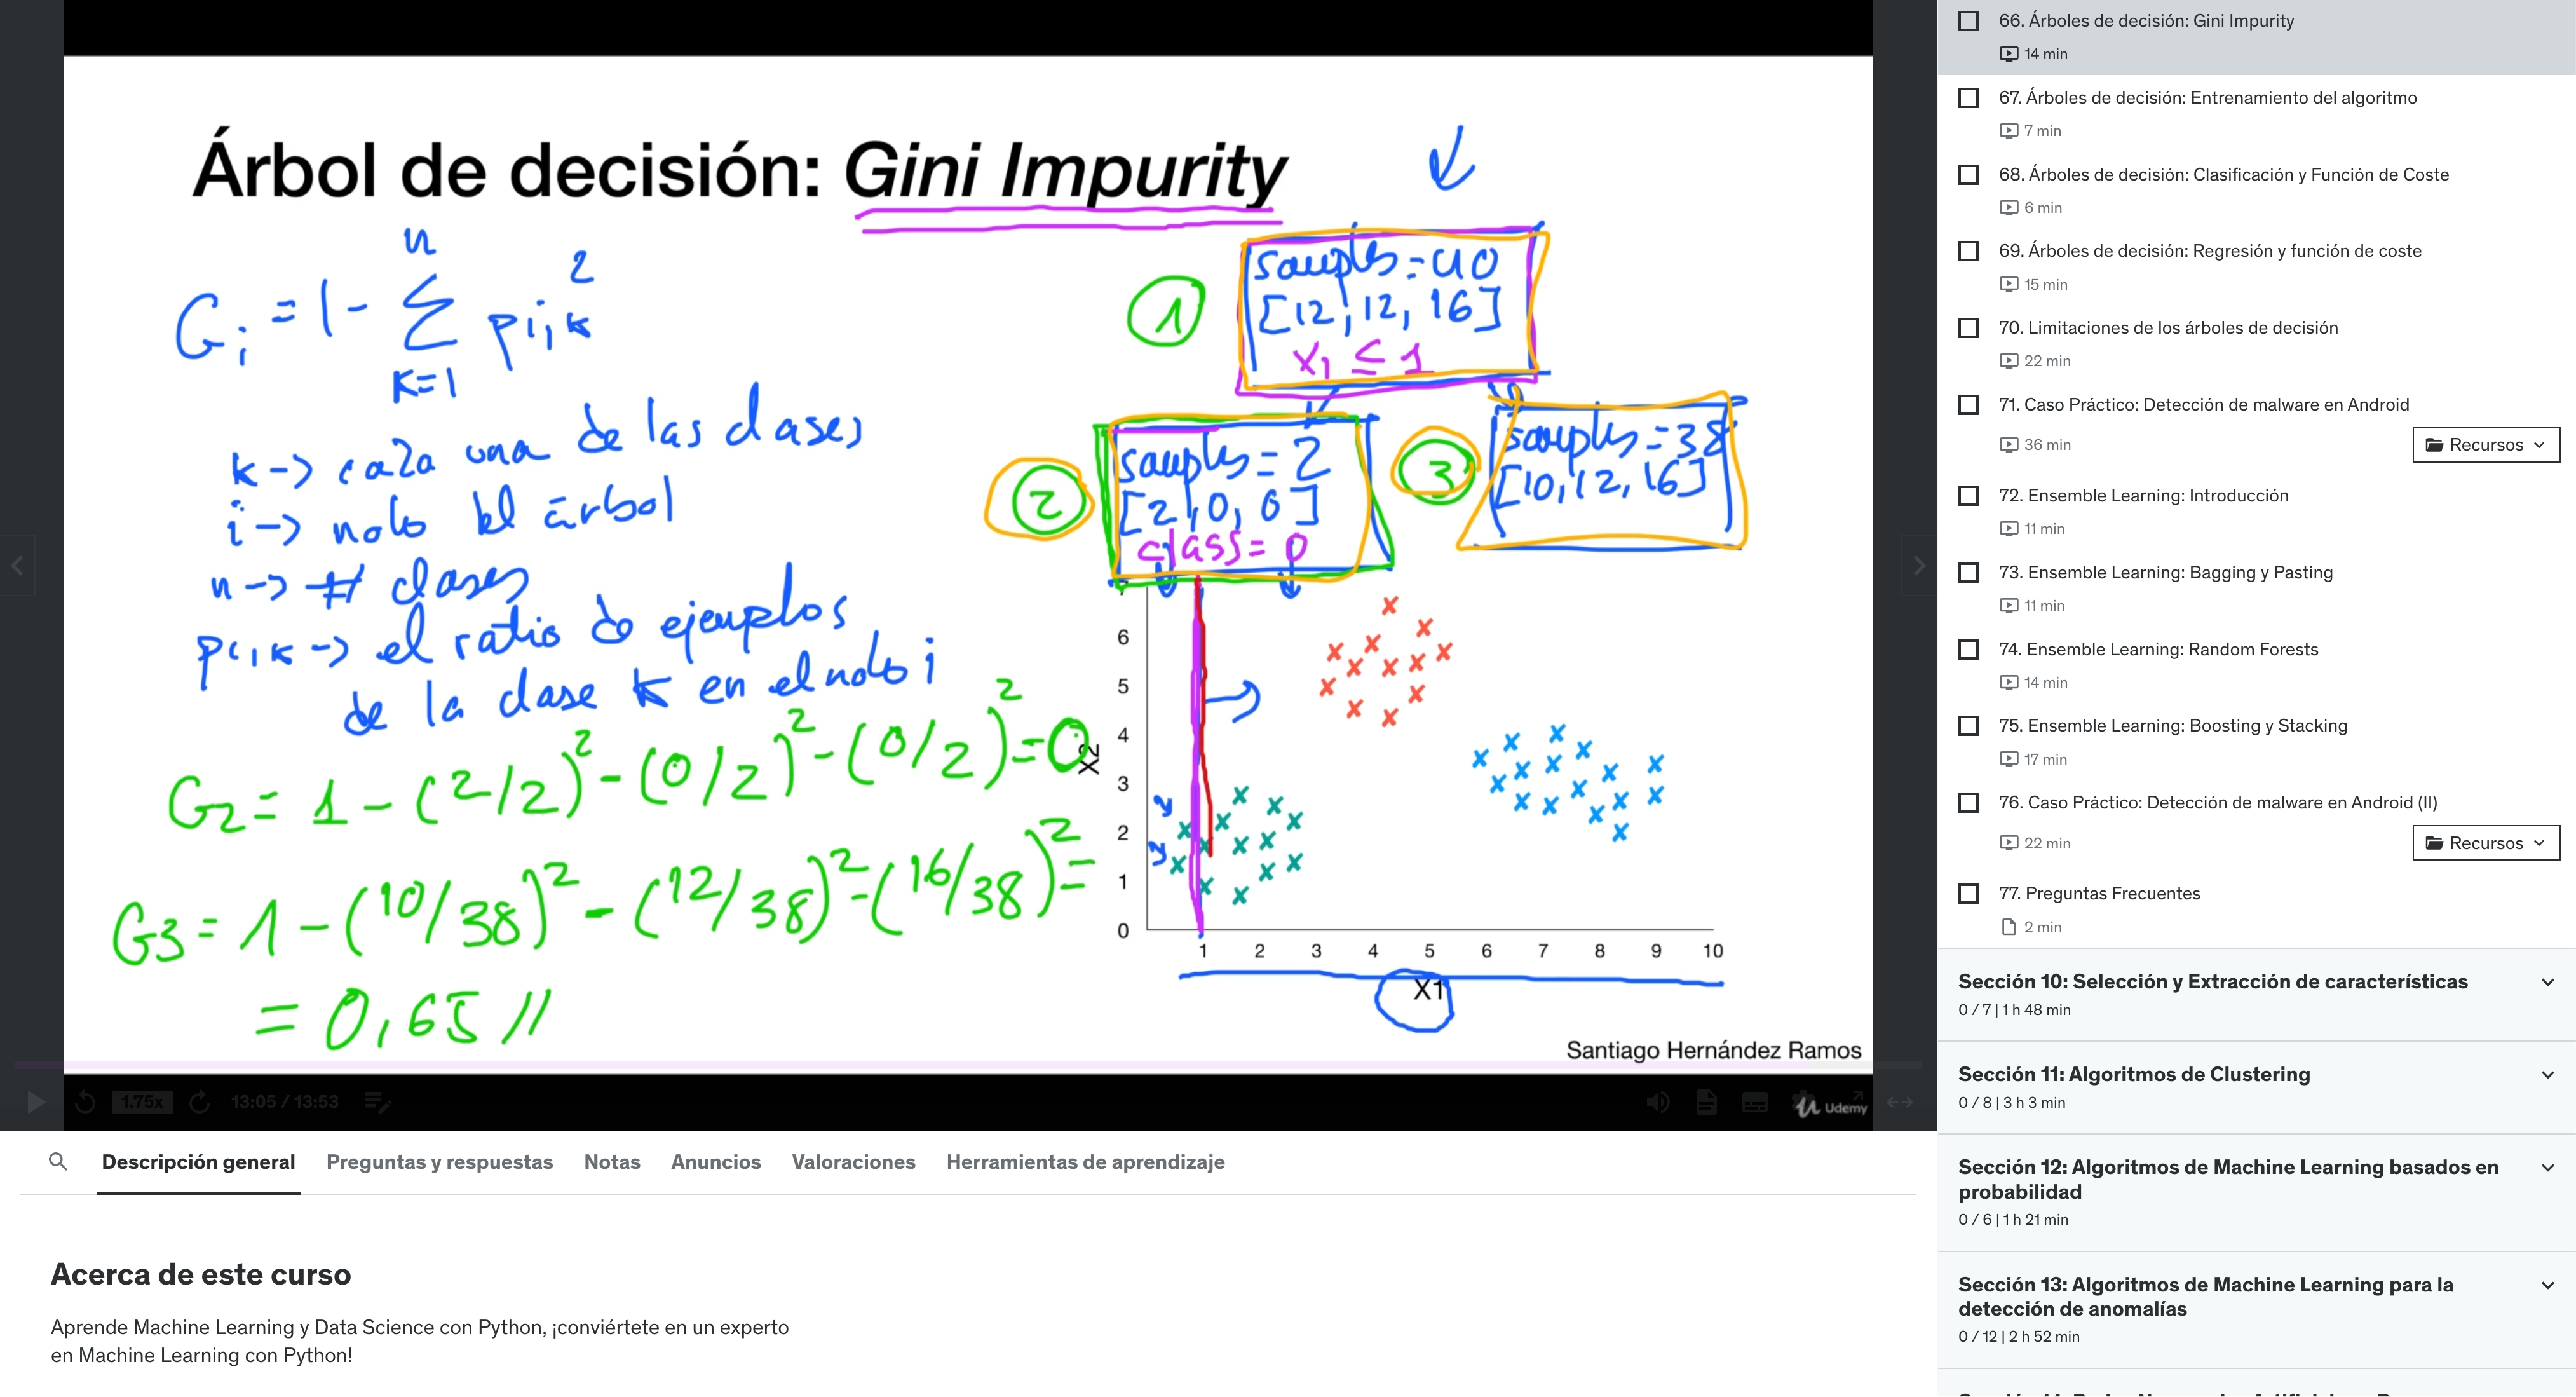 Árbol de decisión: Gini Impurity
Gi = 1 - Σ pi,k 2
n
k=1
k -> cada una de las clases
i -> nodo del árbol
n -> # clases
pi,k -> el ratio de ejemplos
de la clase k en el nodo i
G2 = 1 - (2/2)2 - (0/2)2 - (0/2)2 = 0
G3 = 1 - (10/38)2 - (12/38)2 - (16/38)2 =
= 0,65 //
1
samples = 40
[12, 12, 16]
X1 ≤ 1
2
samples = 2
[2, 0, 0]
class = 0
3
samples = 38
[10, 12, 16]
X2
6
5
4
3
2
1
0
1 2 3 4 5 6 7 8 9 10
X1
Santiago Hernández Ramos
1.75x
13:05 / 13:53
Udemy
Descripción general
Preguntas y respuestas
Notas
Anuncios
Valoraciones
Herramientas de aprendizaje
Acerca de este curso
Aprende Machine Learning y Data Science con Python, ¡conviértete en un experto
en Machine Learning con Python!
66. Árboles de decisión: Gini Impurity
14 min
67. Árboles de decisión: Entrenamiento del algoritmo
7 min
68. Árboles de decisión: Clasificación y Función de Coste
6 min
69. Árboles de decisión: Regresión y función de coste
15 min
70. Limitaciones de los árboles de decisión
22 min
71. Caso Práctico: Detección de malware en Android
36 min
Recursos
72. Ensemble Learning: Introducción
11 min
73. Ensemble Learning: Bagging y Pasting
11 min
74. Ensemble Learning: Random Forests
14 min
75. Ensemble Learning: Boosting y Stacking
17 min
76. Caso Práctico: Detección de malware en Android (II)
22 min
Recursos
77. Preguntas Frecuentes
2 min
Sección 10: Selección y Extracción de características
0 / 7 | 1 h 48 min
Sección 11: Algoritmos de Clustering
0 / 8 | 3 h 3 min
Sección 12: Algoritmos de Machine Learning basados en
probabilidad
0 / 6 | 1 h 21 min
Sección 13: Algoritmos de Machine Learning para la
detección de anomalías
0 / 12 | 2 h 52 min